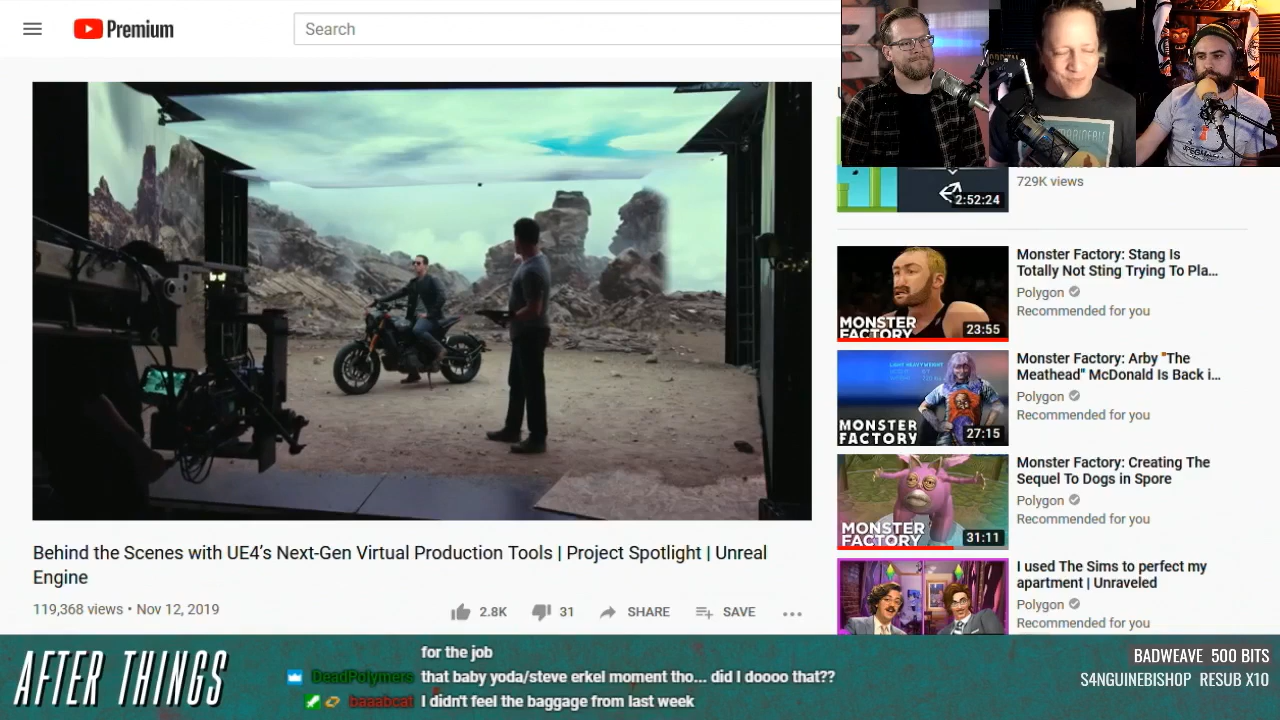 Premium
Search
729K views
2:52:24
Monster Factory: Stang Is
Totally Not Sting Trying To Pla...
Polygon
Recommended for you
MONSTER
FACTORY
23:55
Monster Factory: Arby "The
Meathead" McDonald Is Back i...
Polygon
Recommended for you
MONSTER
FACTORY
27:15
Monster Factory: Creating The
Sequel To Dogs in Spore
Polygon
Recommended for you
MONSTER
FACTORY
31:11
I used The Sims to perfect my
apartment | Unraveled
Polygon
Recommended for you
Behind the Scenes with UE4's Next-Gen Virtual Production Tools | Project Spotlight | Unreal
Engine
119,368 views • Nov 12, 2019
2.8K
31
SHARE
SAVE
AFTER THINGS
for the job
DeadPolymers that baby yoda/steve erkel moment tho... did I doooo that??
baaabcat I didn't feel the baggage from last week
BADWEAVE 500 BITS
S4NGUINEBISHOP RESUB X10